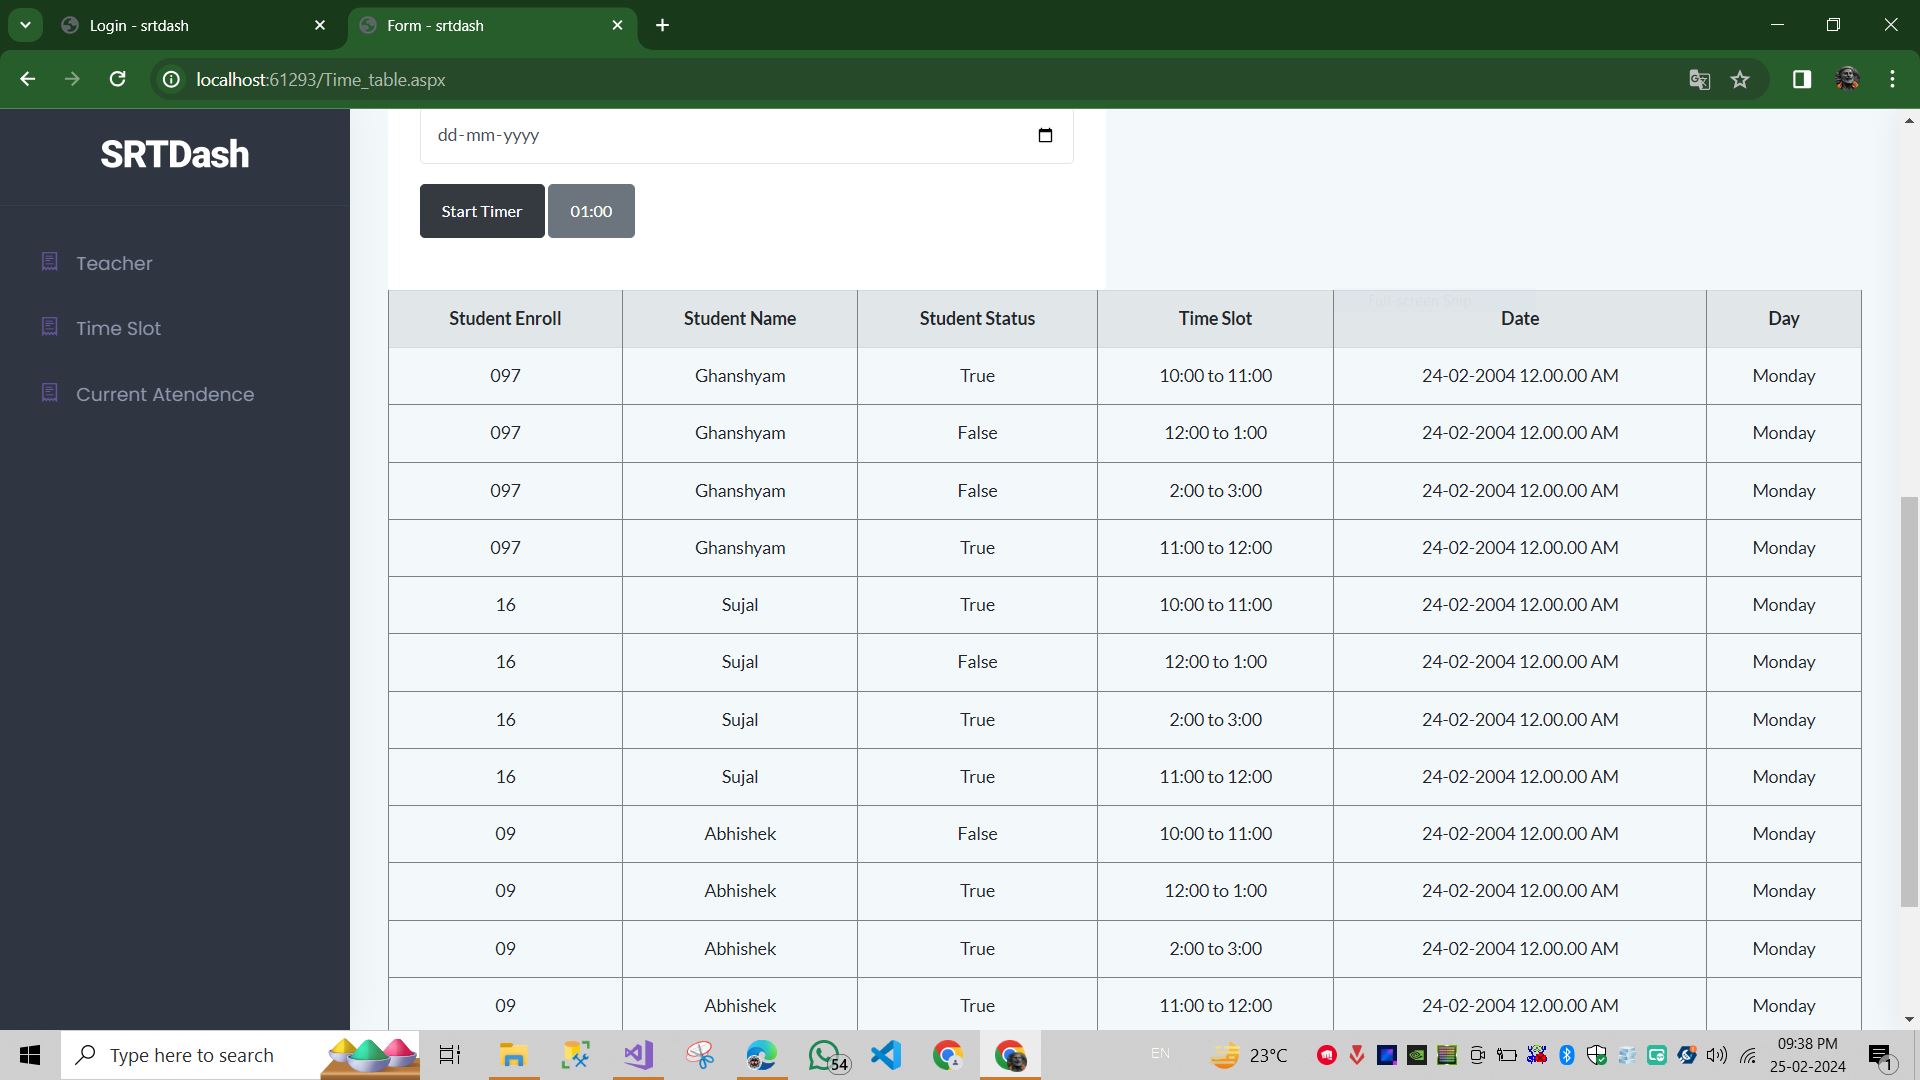 Login - srtdash
Form - srtdash
localhost:61293/Time_table.aspx
SRTDash
Teacher
Time Slot
Current Atendence
dd-mm-yyyy
Start Timer 01:00
Full-screen Snip
Student Enroll Student Name Student Status Time Slot Date Day
097 Ghanshyam True 10:00 to 11:00 24-02-2004 12.00.00 AM Monday
097 Ghanshyam False 12:00 to 1:00 24-02-2004 12.00.00 AM Monday
097 Ghanshyam False 2:00 to 3:00 24-02-2004 12.00.00 AM Monday
097 Ghanshyam True 11:00 to 12:00 24-02-2004 12.00.00 AM Monday
16 Sujal True 10:00 to 11:00 24-02-2004 12.00.00 AM Monday
16 Sujal False 12:00 to 1:00 24-02-2004 12.00.00 AM Monday
16 Sujal True 2:00 to 3:00 24-02-2004 12.00.00 AM Monday
16 Sujal True 11:00 to 12:00 24-02-2004 12.00.00 AM Monday
09 Abhishek False 10:00 to 11:00 24-02-2004 12.00.00 AM Monday
09 Abhishek True 12:00 to 1:00 24-02-2004 12.00.00 AM Monday
09 Abhishek True 2:00 to 3:00 24-02-2004 12.00.00 AM Monday
09 Abhishek True 11:00 to 12:00 24-02-2004 12.00.00 AM Monday
Type here to search
54
EN
23°C
09:38 PM
25-02-2024
1